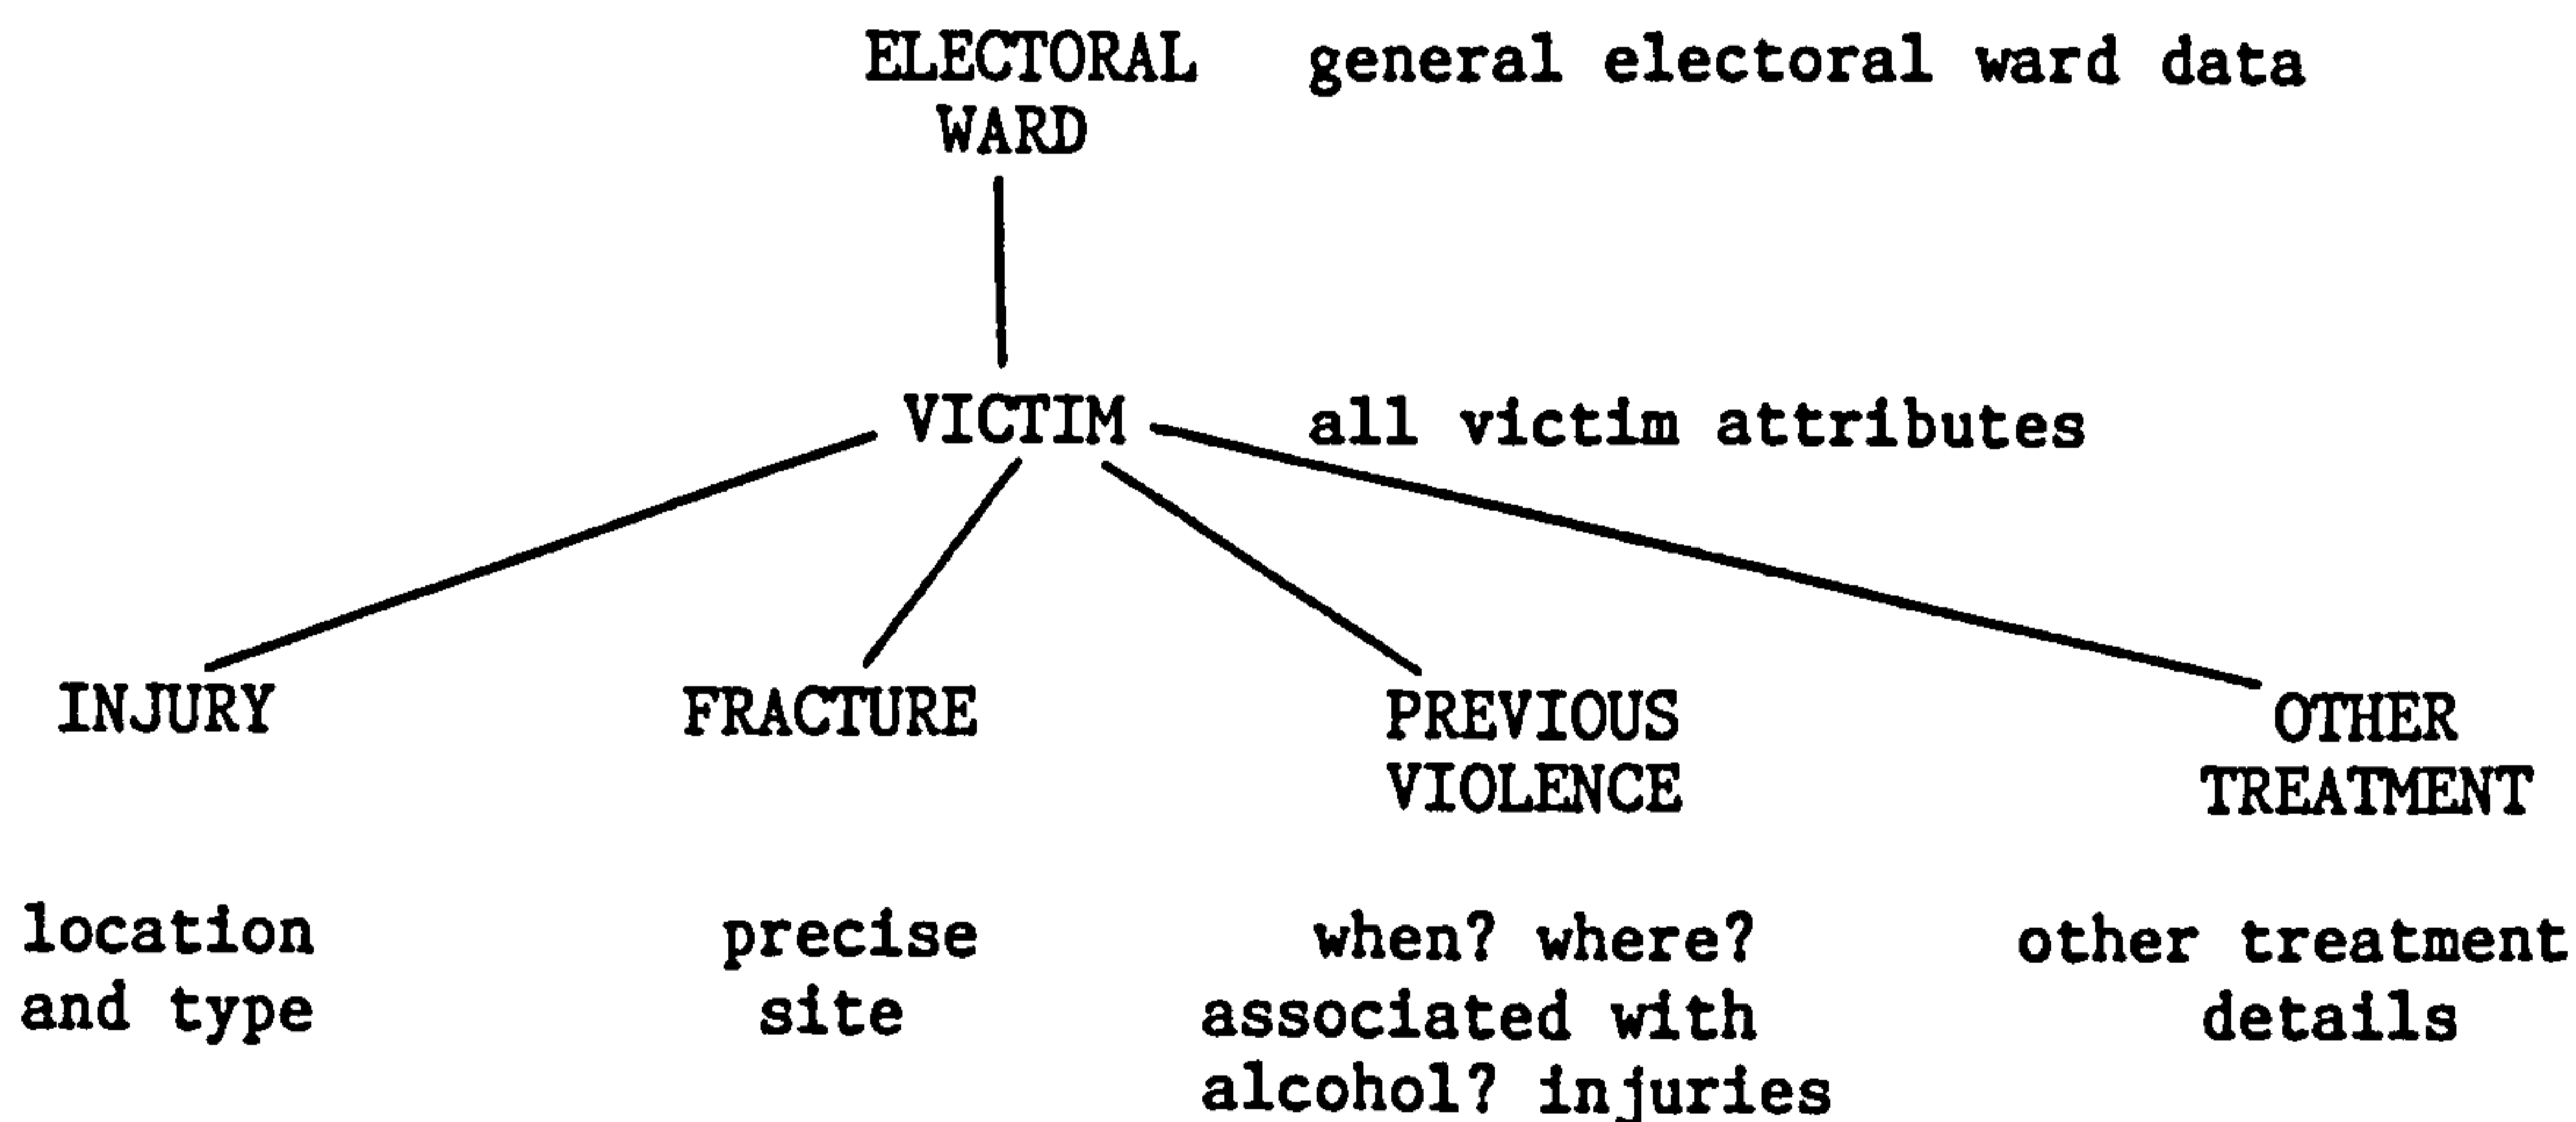 ELECTORAL general electoral ward data
WARD
VICTIM all victim attributes
INJURY FRACTURE PREVIOUS OTHER
VIOLENCE TREATMENT
location precise when? where? other treatment
and type site associated with details
alcohol? injuries